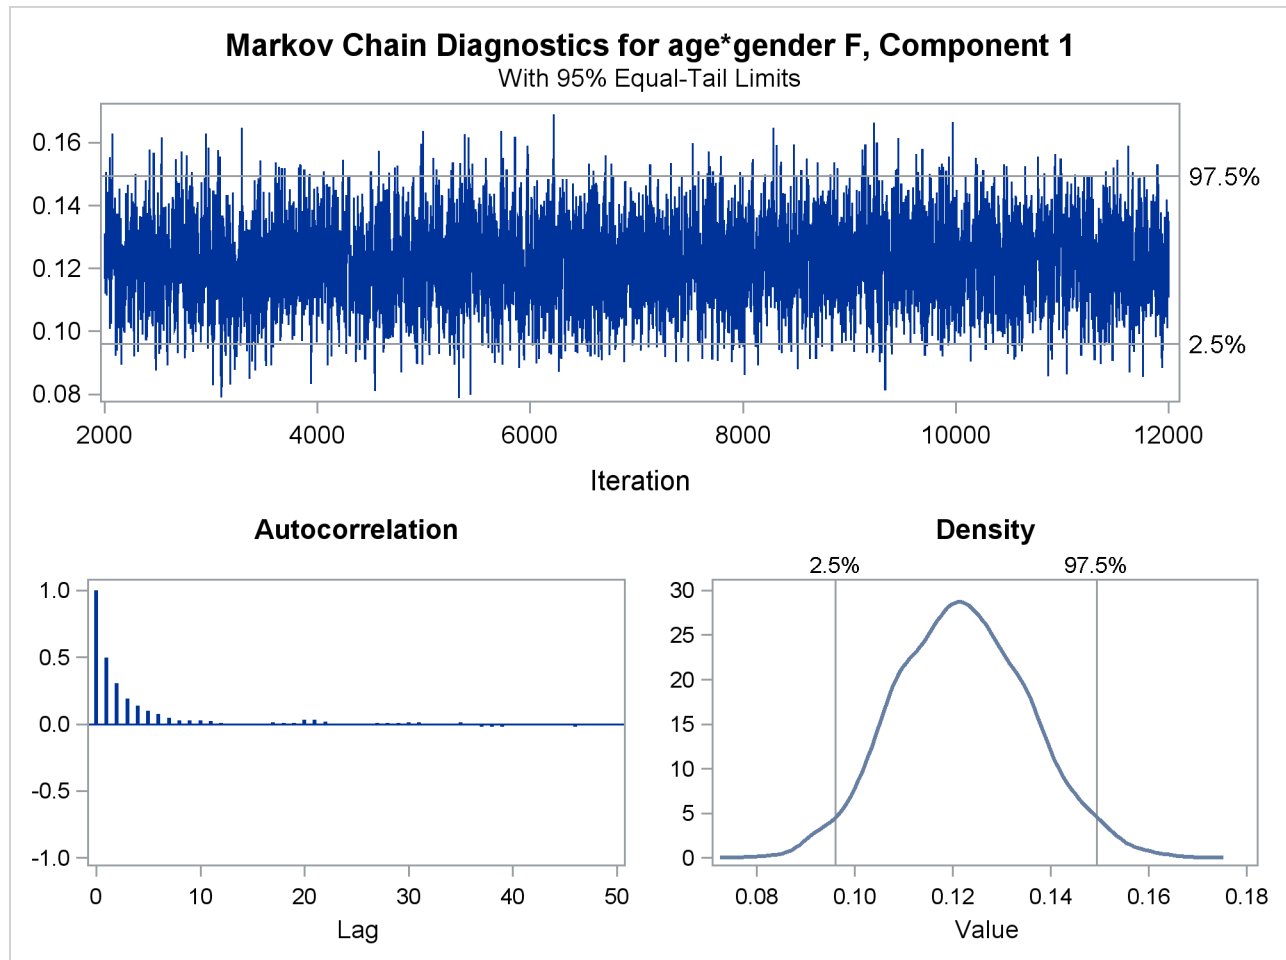 Markov Chain Diagnostics for age*gender F, Component 1
With 95% Equal-Tail Limits
0.16
0.14
0.12
0.10
0.08
97.5%
2.5%
2000 4000 6000 8000 10000 12000
Iteration
Autocorrelation
1.0
0.5
0.0
-0.5
-1.0
0 10 20 30 40 50
Lag
Density
2.5% 97.5%
30
25
20
15
10
5
0
0.08 0.10 0.12 0.14 0.16 0.18
Value